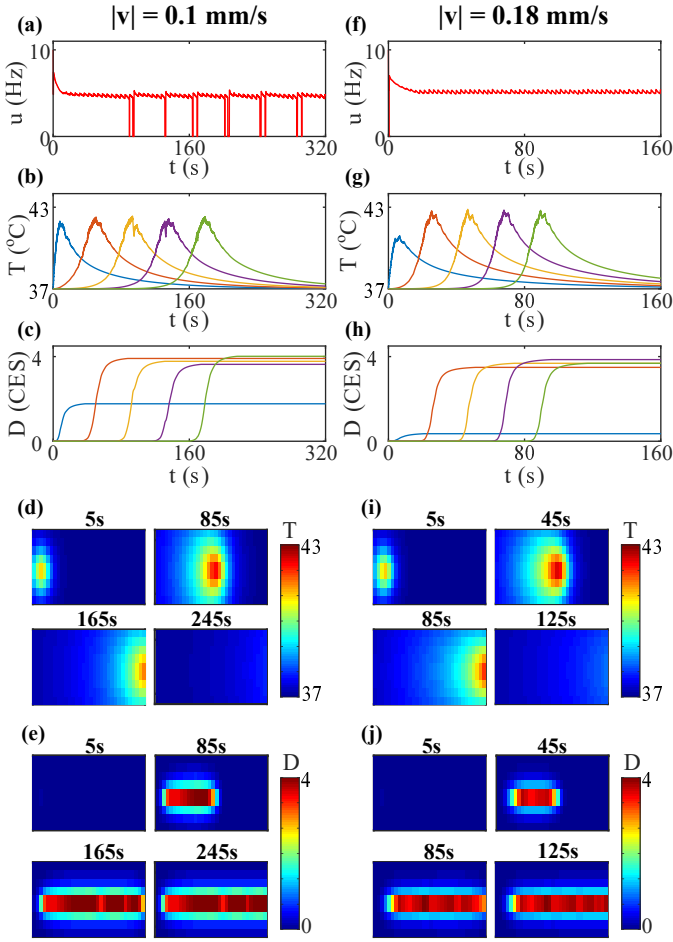 |v| = 0.1 mm/s
|v| = 0.18 mm/s
(a)
10
u (Hz)
0
0 160 320
t (s)
(f)
10
u (Hz)
0
0 80 160
t (s)
(b)
43
T (°C)
37
0 160 320
t (s)
(g)
43
T (°C)
37
0 80 160
t (s)
(c)
4
D (CES)
0
0 160 320
t (s)
(h)
4
D (CES)
0
0 80 160
t (s)
(d)
5s 85s
165s 245s
T
43
37
(i)
5s 45s
85s 125s
T
43
37
(e)
5s 85s
165s 245s
D
4
0
(j)
5s 45s
85s 125s
D
4
0